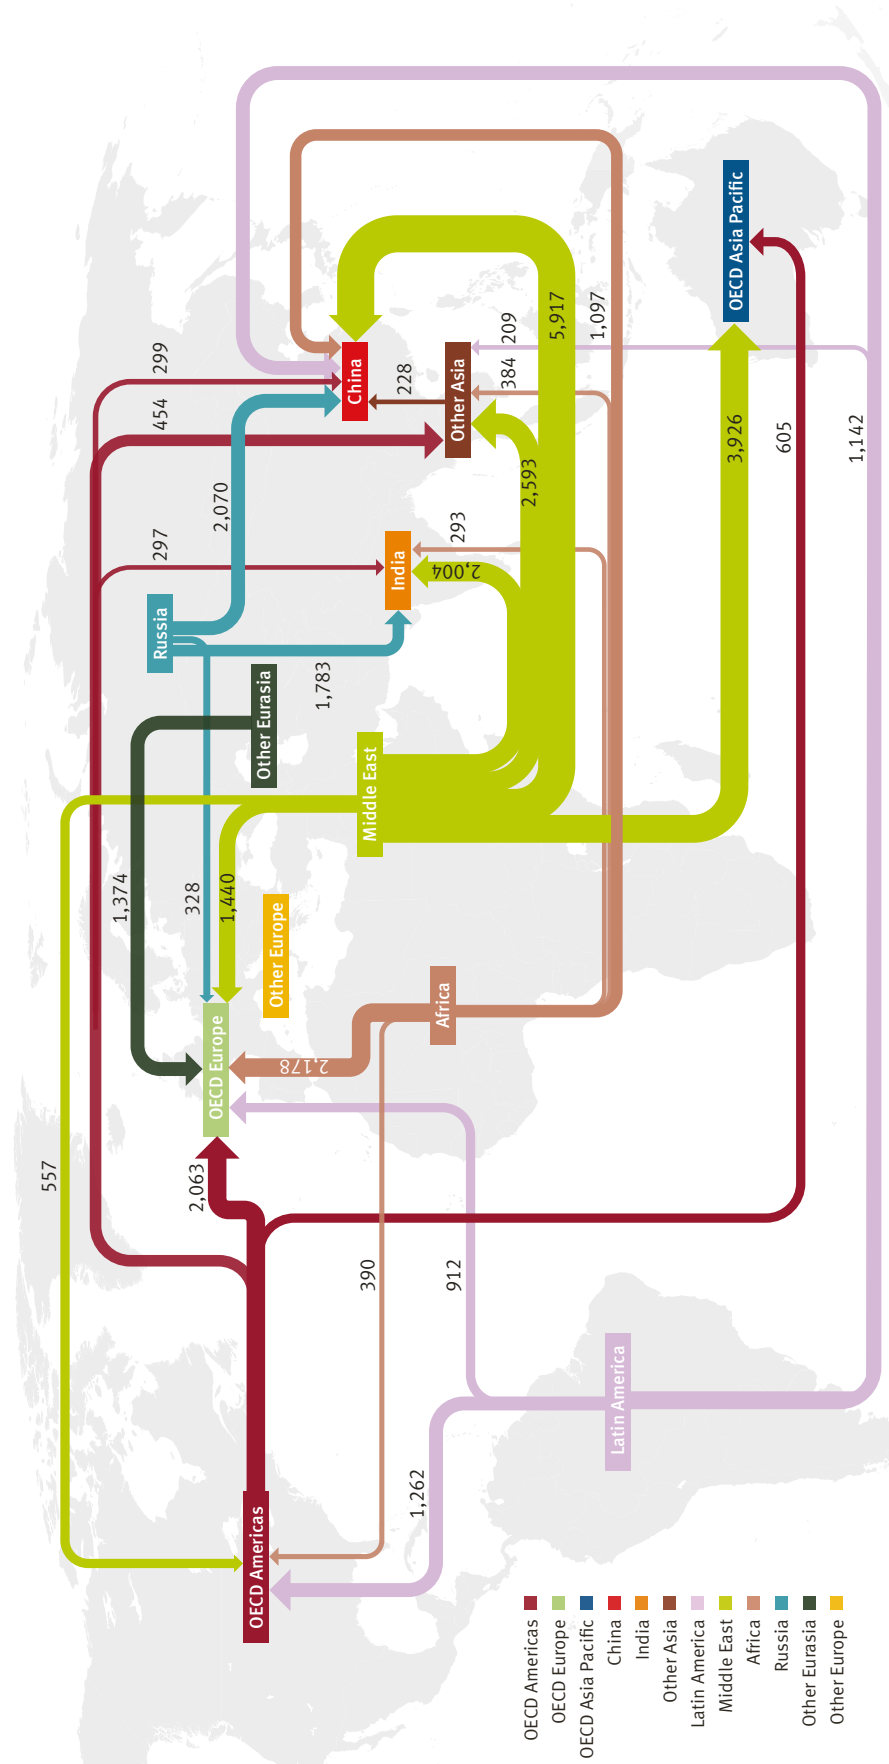 557
1,374
299
454
297
2,070
Russia
328
1,440
2,063
OECD Europe
Other Eurasia
1,783
Other Europe
OECD Americas
2,178
China
228
India
Middle East
390
1,262
912
Africa
Other Asia
293
2,004
384
209
2,593
5,917
1,097
Latin America
OECD Asia Pacific
3,926
605
1,142
OECD Americas
OECD Europe
OECD Asia Pacific
China
India
Other Asia
Latin America
Middle East
Africa
Russia
Other Eurasia
Other Europe